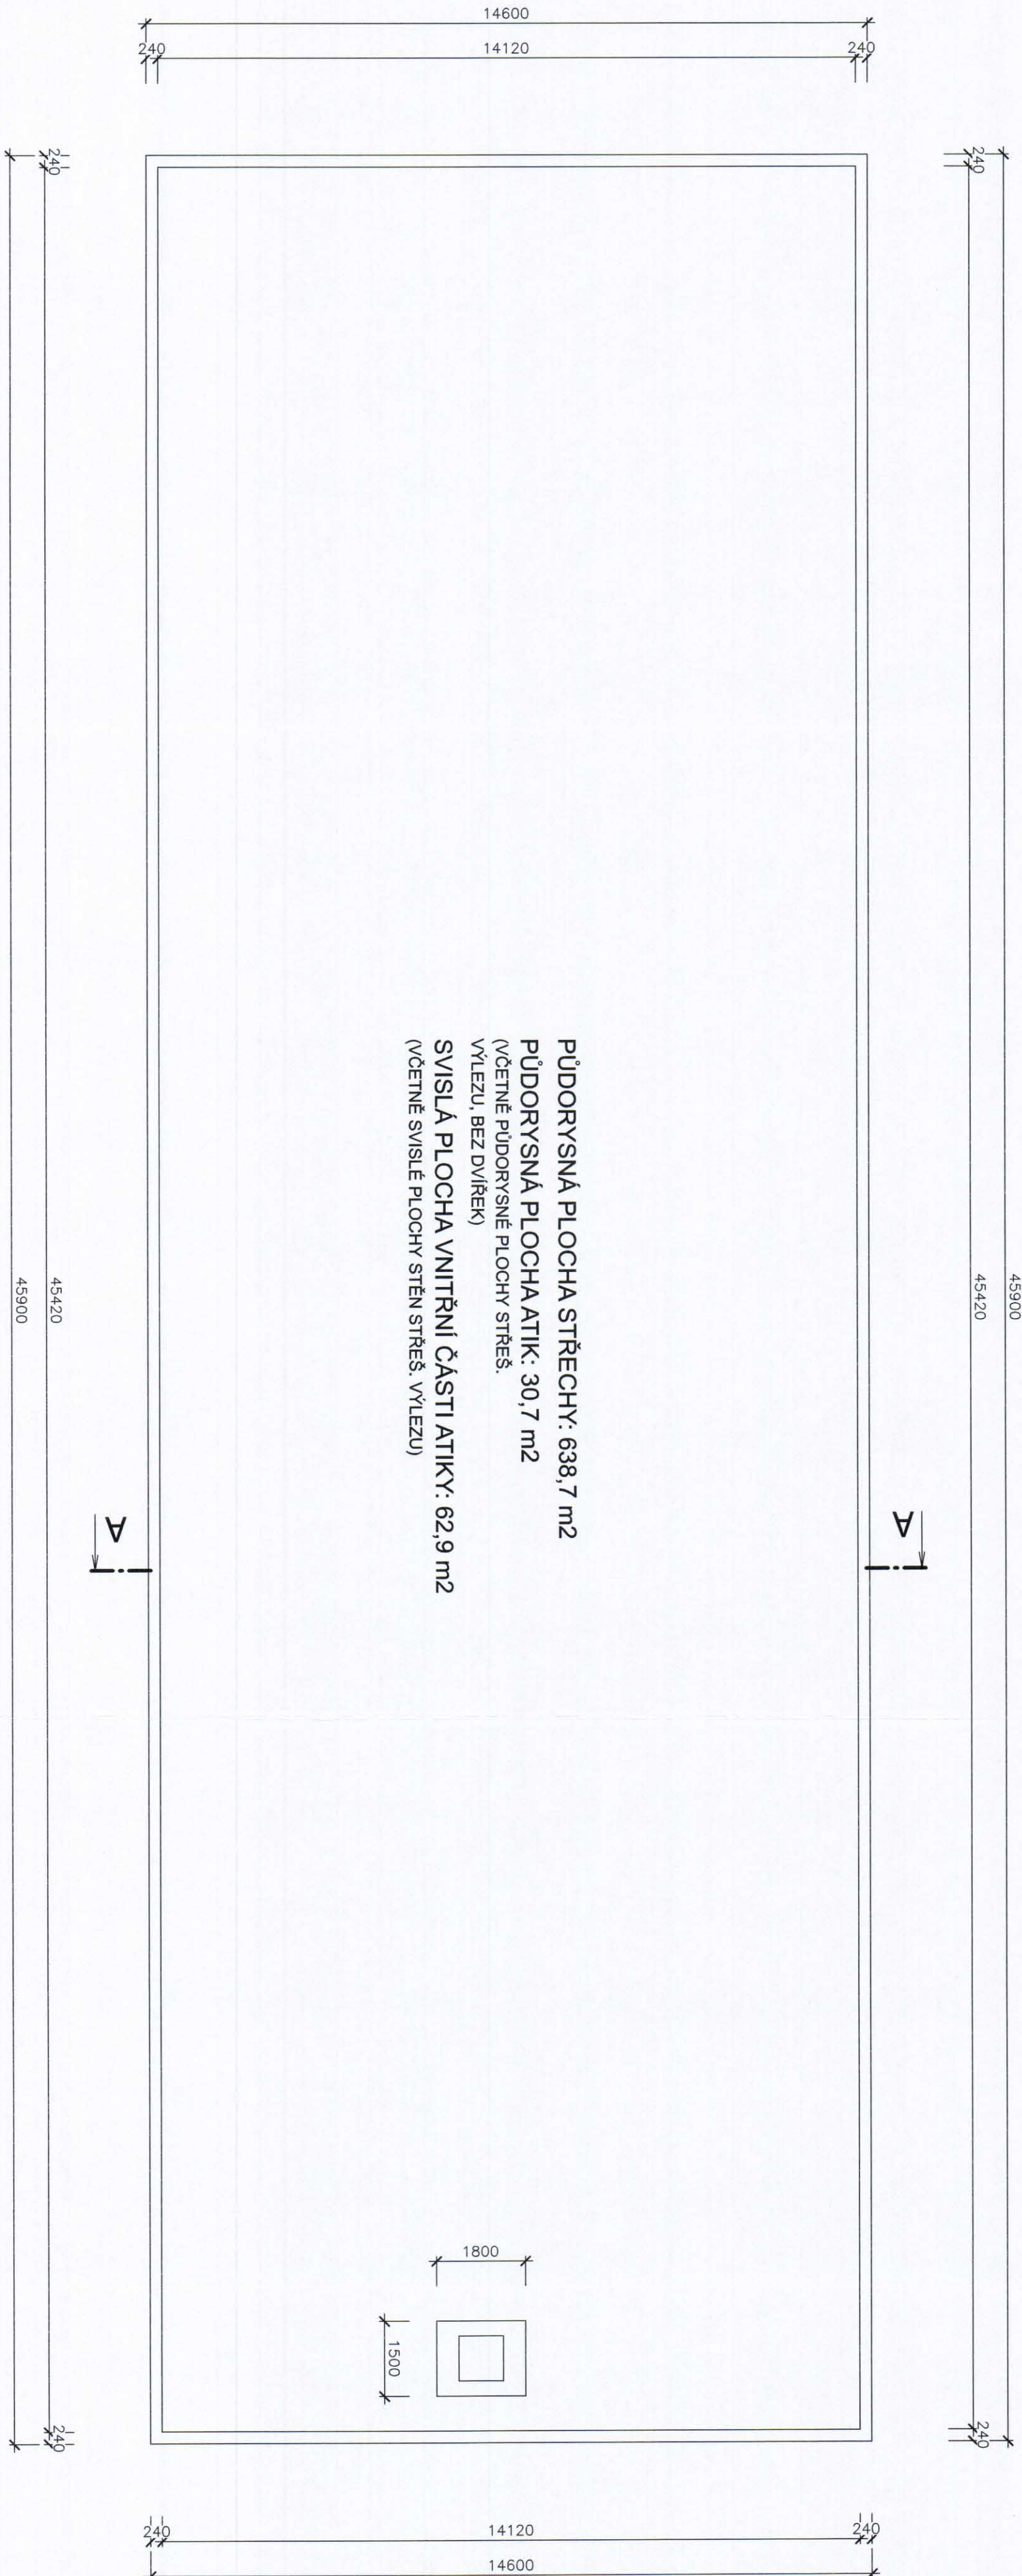 14600
240
14120
240
240
45420
45900
PŮDORYSNÁ PLOCHA STŘECHY: 638,7 m2
PŮDORYSNÁ PLOCHA ATIK: 30,7 m2
(VČETNĚ PŮDORYSNÉ PLOCHY STŘEŠ.
VÝLEZU, BEZ DVÍŘEK)
SVISLÁ PLOCHA VNITŘNÍ ČÁSTI ATIKY: 62,9 m2
(VČETNĚ SVISLÉ PLOCHY STĚN STŘEŠ. VÝLEZU)
240
45420
45900
A
A
1800
1500
240
240
240
14120
240
14600